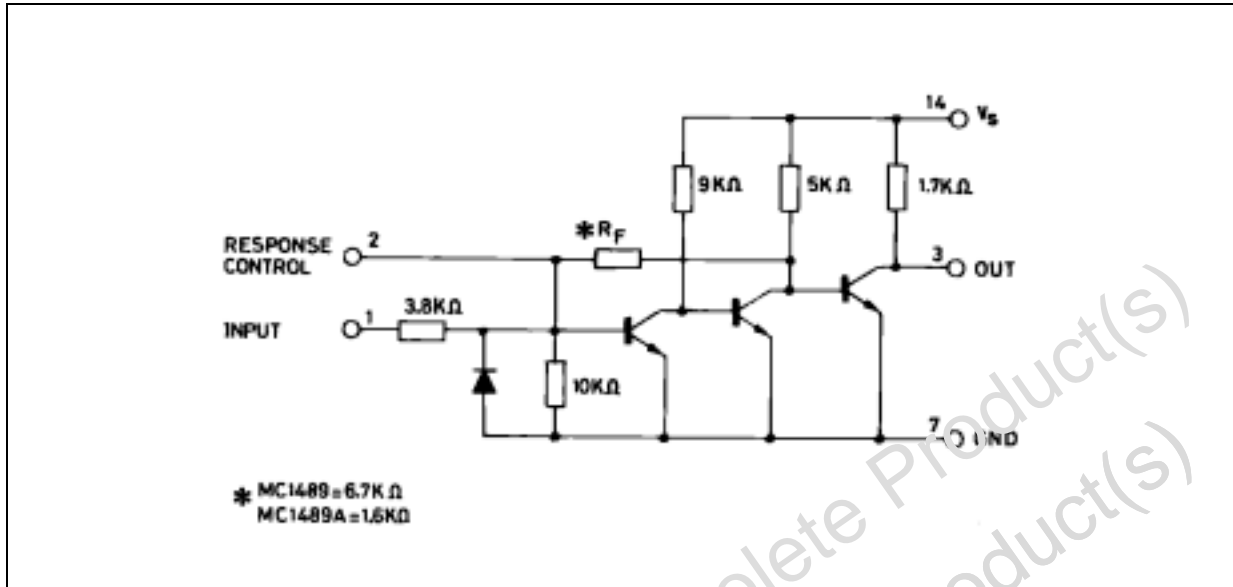 14 Vs
9KΩ 5KΩ 1.7KΩ
*RF
RESPONSE CONTROL 2
3 OUT
INPUT 1 3.8KΩ
10KΩ
7 GND
* MC1489=6.7KΩ
MC1489A=1.6KΩ
Product(s)
Product(s)